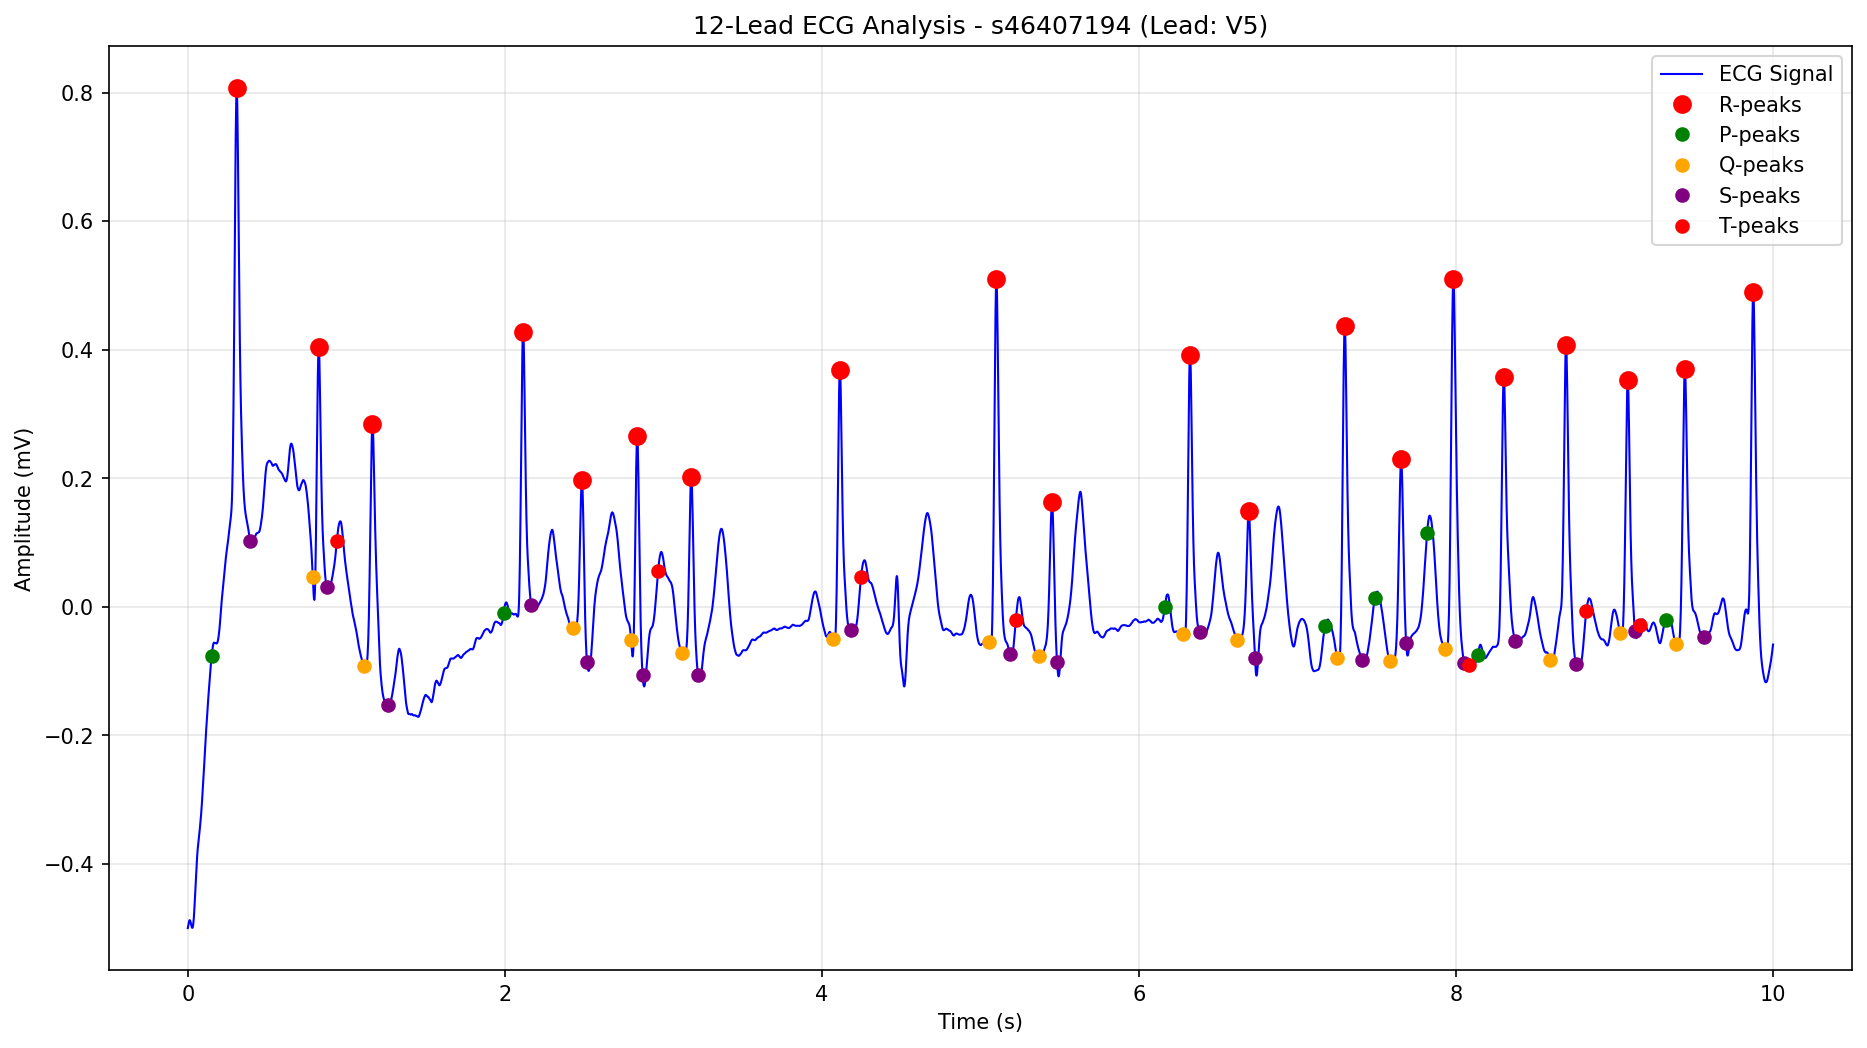 12-Lead ECG Analysis - s46407194 (Lead: V5)
ECG Signal
R-peaks
P-peaks
Q-peaks
S-peaks
T-peaks
Amplitude (mV)
0.8
0.6
0.4
0.2
0.0
−0.2
−0.4
0 2 4 6 8 10
Time (s)